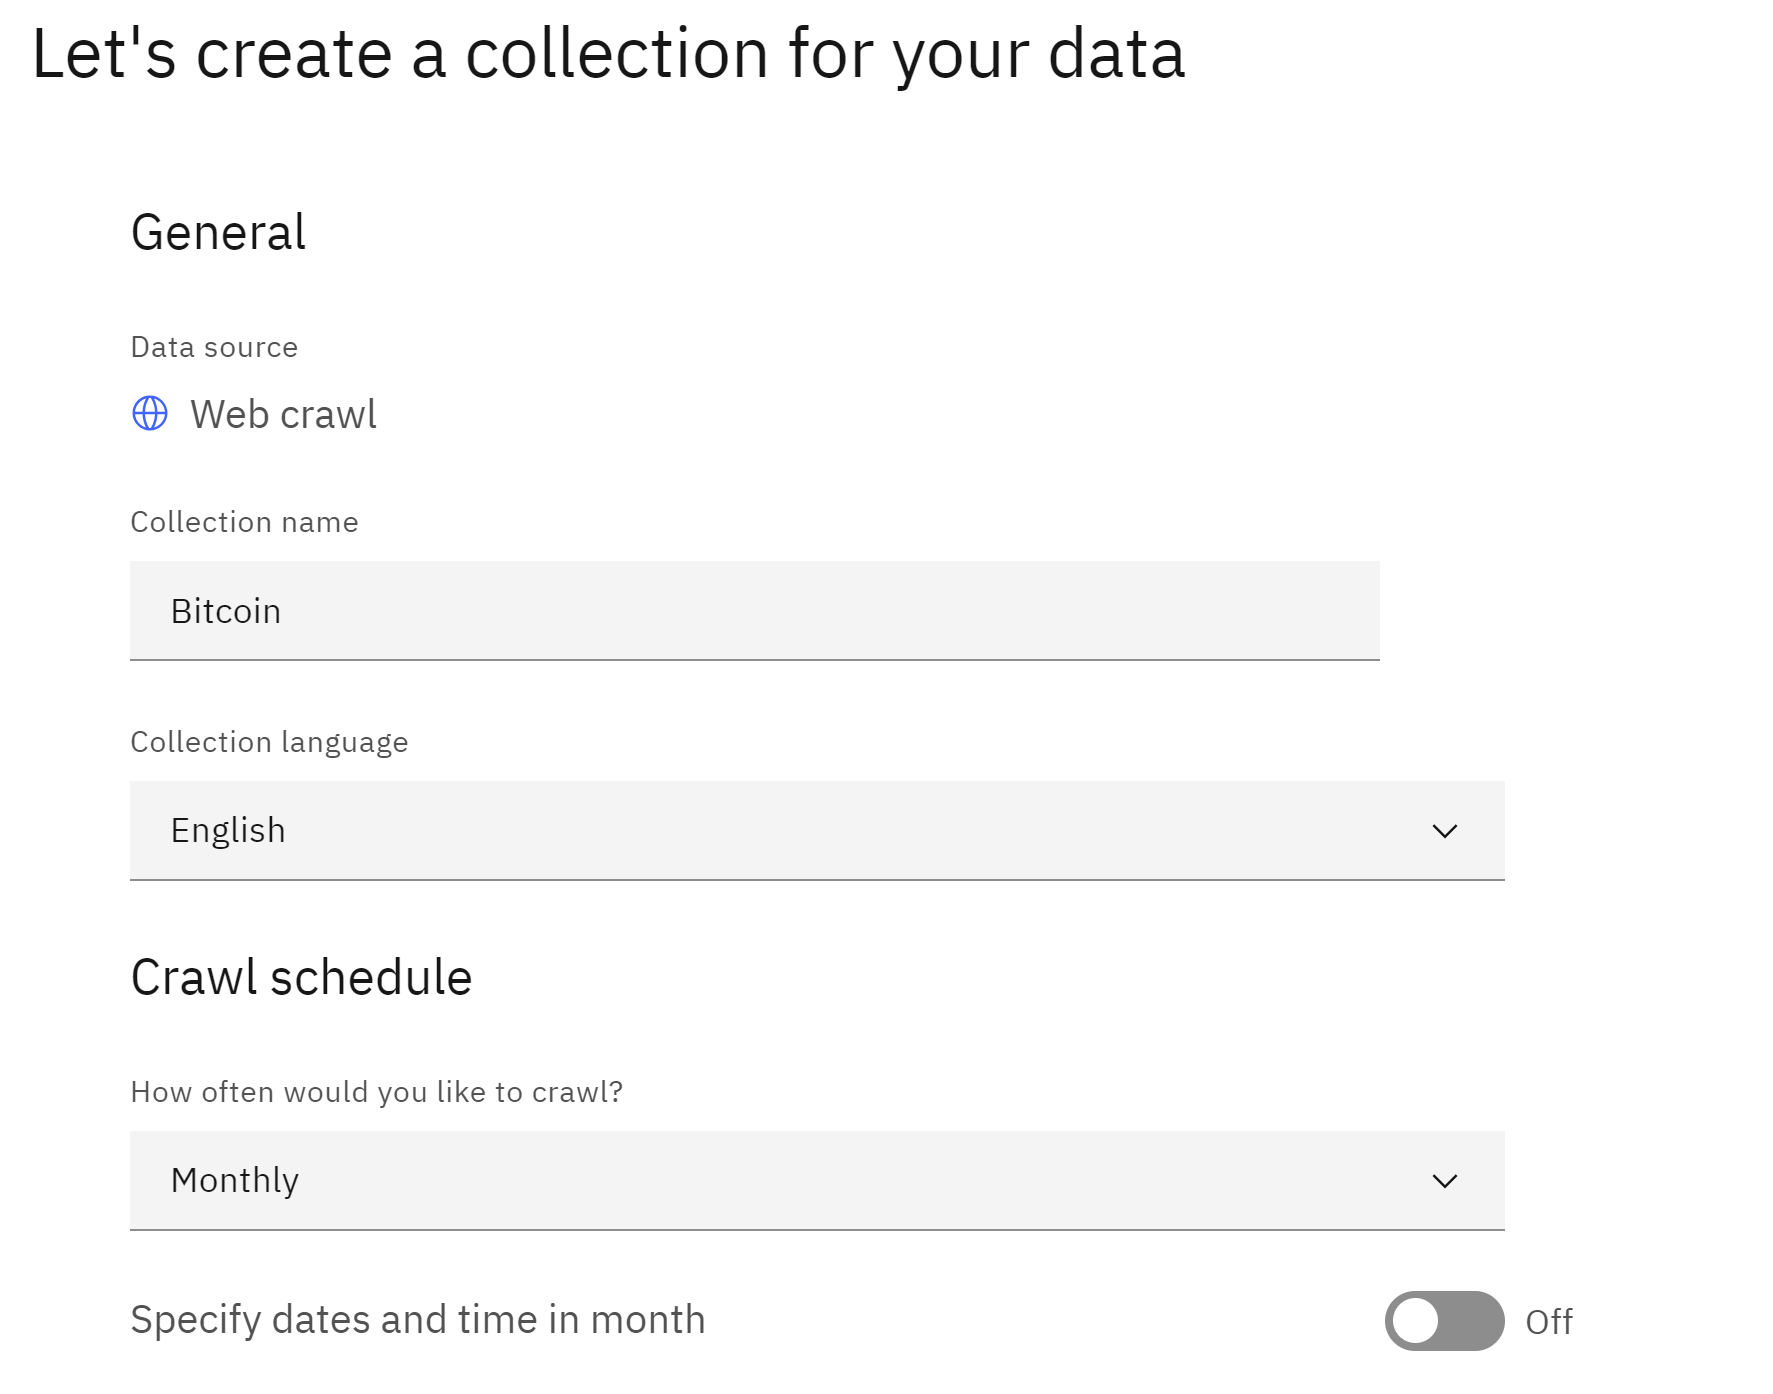 Let's create a collection for your data
General
Data source
Web crawl
Collection name
Bitcoin
Collection language
English
Crawl schedule
How often would you like to crawl?
Monthly
Specify dates and time in month
Off